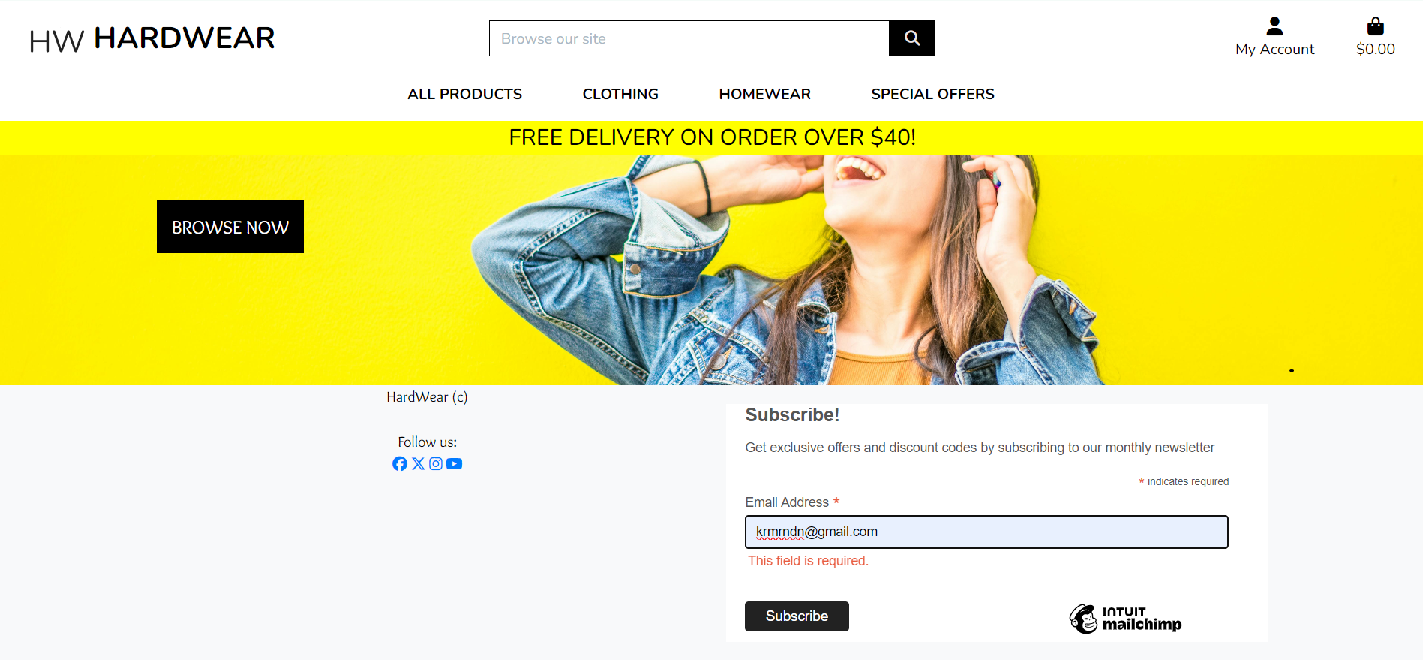 HW HARDWEAR
Browse our site
My Account
$0.00
ALL PRODUCTS
CLOTHING
HOMEWEAR
SPECIAL OFFERS
FREE DELIVERY ON ORDER OVER $40!
BROWSE NOW
HardWear (c)
Follow us:
Subscribe!
Get exclusive offers and discount codes by subscribing to our monthly newsletter
* indicates required
Email Address *
krmrndn@gmail.com
This field is required.
Subscribe
INTUIT
mailchimp